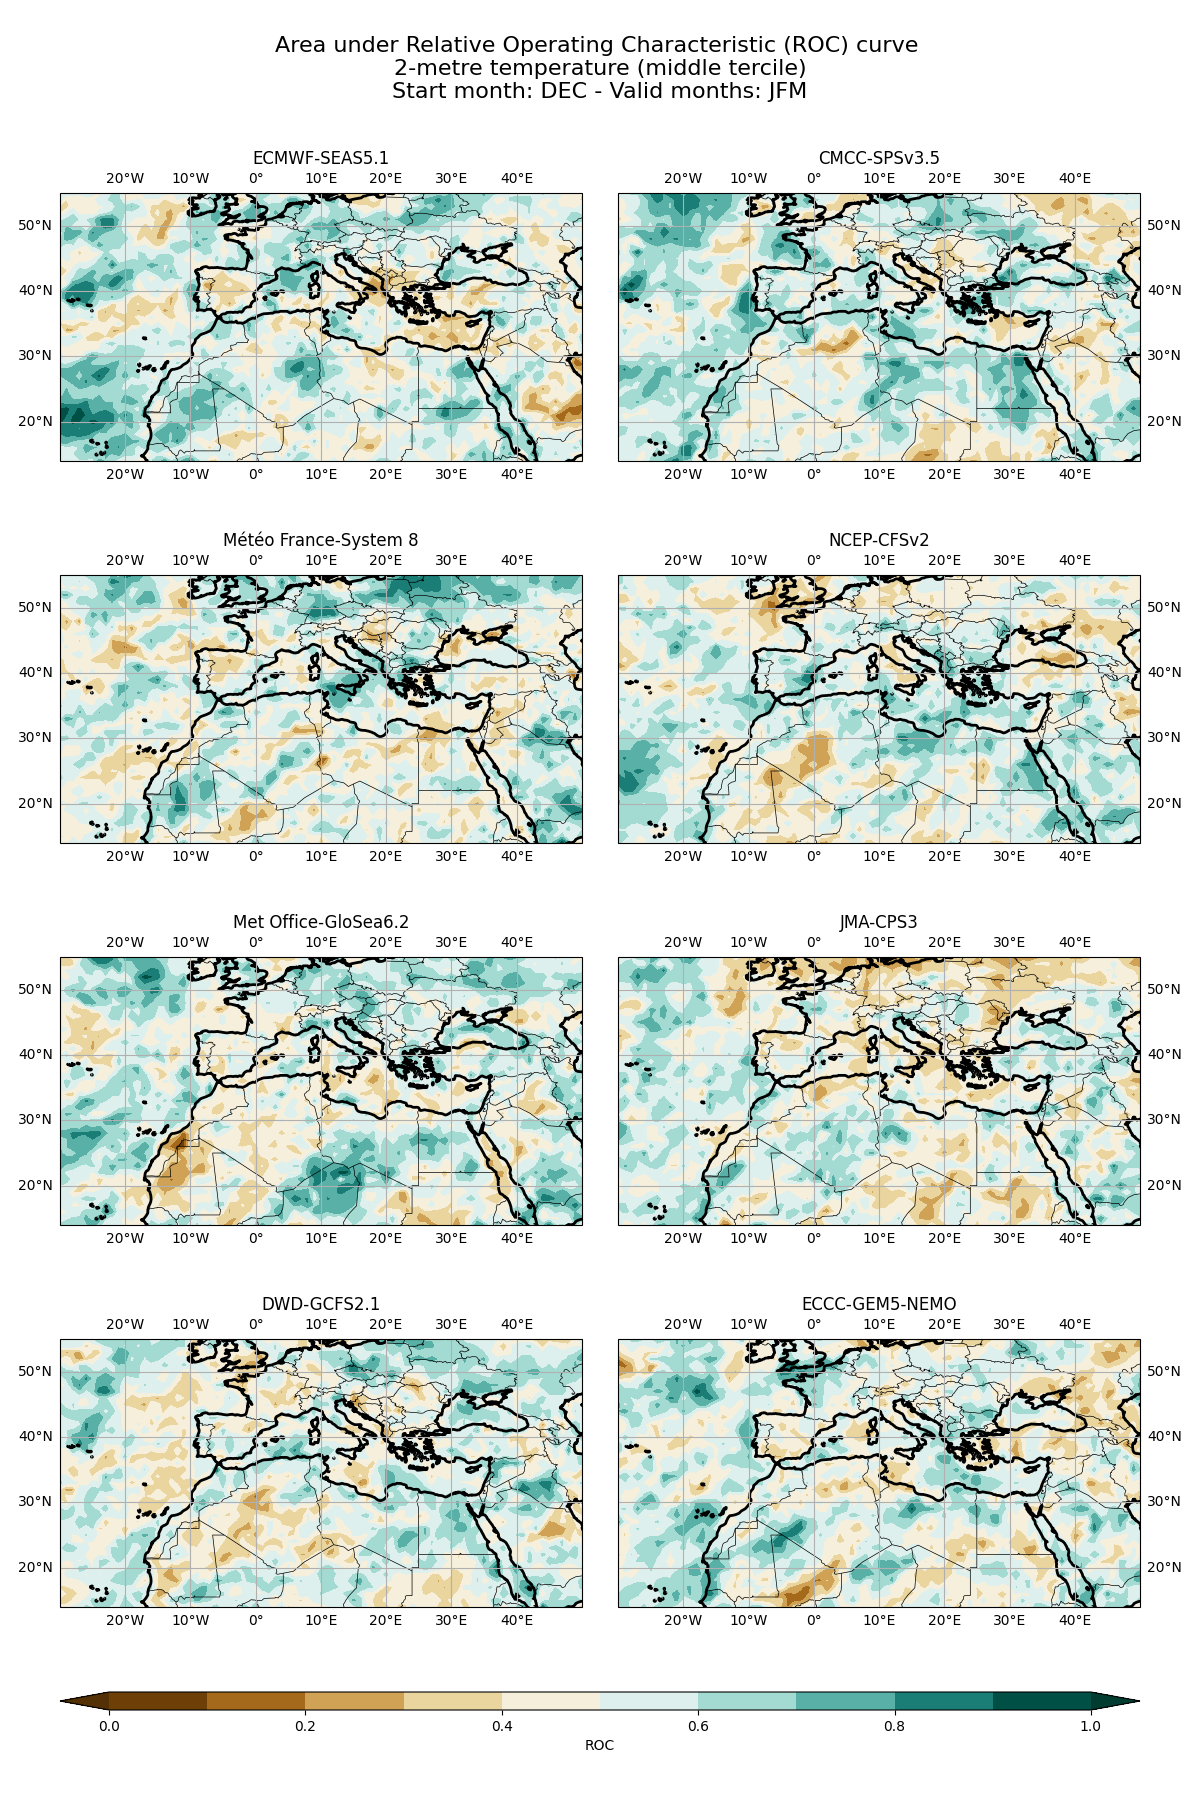 Area under Relative Operating Characteristic (ROC) curve
2-metre temperature (middle tercile)
Start month: DEC - Valid months: JFM
ECMWF-SEAS5.1
CMCC-SPSv3.5
20°W 10°W 0° 10°E 20°E 30°E 40°E
20°W 10°W 0° 10°E 20°E 30°E 40°E
50°N
50°N
40°N
40°N
30°N
30°N
20°N
20°N
20°W 10°W 0° 10°E 20°E 30°E 40°E
20°W 10°W 0° 10°E 20°E 30°E 40°E
Météo France-System 8
NCEP-CFSv2
20°W 10°W 0° 10°E 20°E 30°E 40°E
20°W 10°W 0° 10°E 20°E 30°E 40°E
50°N
50°N
40°N
40°N
30°N
30°N
20°N
20°N
20°W 10°W 0° 10°E 20°E 30°E 40°E
20°W 10°W 0° 10°E 20°E 30°E 40°E
Met Office-GloSea6.2
JMA-CPS3
20°W 10°W 0° 10°E 20°E 30°E 40°E
20°W 10°W 0° 10°E 20°E 30°E 40°E
50°N
50°N
40°N
40°N
30°N
30°N
20°N
20°N
20°W 10°W 0° 10°E 20°E 30°E 40°E
20°W 10°W 0° 10°E 20°E 30°E 40°E
DWD-GCFS2.1
ECCC-GEM5-NEMO
20°W 10°W 0° 10°E 20°E 30°E 40°E
20°W 10°W 0° 10°E 20°E 30°E 40°E
50°N
50°N
40°N
40°N
30°N
30°N
20°N
20°N
20°W 10°W 0° 10°E 20°E 30°E 40°E
20°W 10°W 0° 10°E 20°E 30°E 40°E
0.0 0.2 0.4 0.6 0.8 1.0
ROC